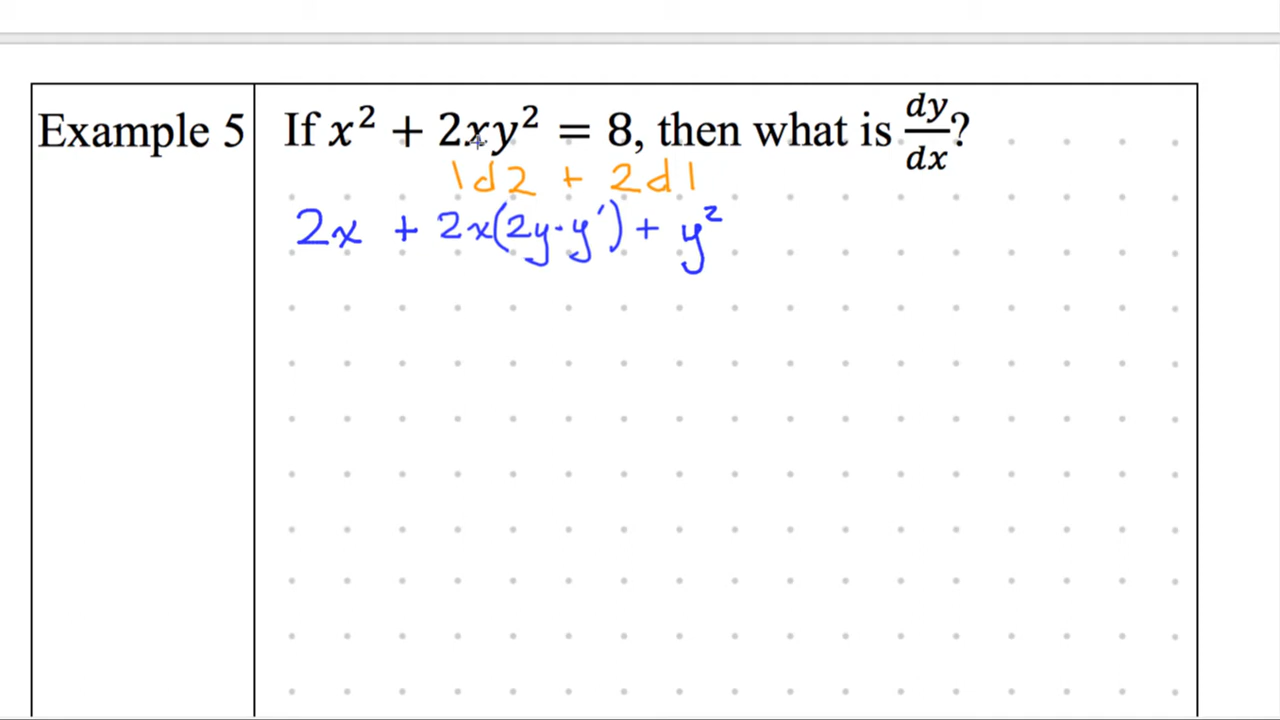 Example 5
If x² + 2xy² = 8, then what is dy/dx?
1d2 + 2d1
2x + 2x(2y·y′) + y²